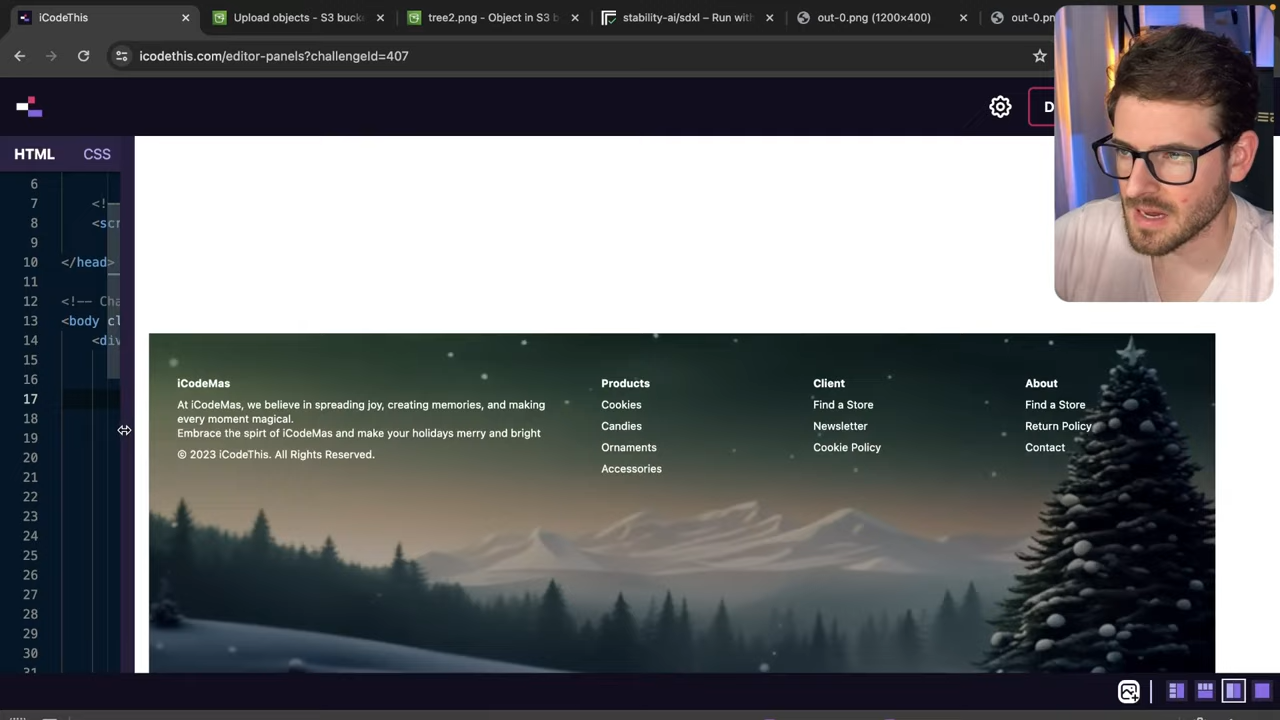 iCodeThis
Upload objects - S3 buck
tree2.png - Object in S3 b
stability-ai/sdxl – Run with
out-0.png (1200×400)
out-0.pn
icodethis.com/editor-panels?challengeId=407
D
HTML CSS
6
7 <!—
8 <scr
9
10 </head>
11
12 <!-- Cha
13 <body cl
14 <div
15
16
17
18
19
20
21
22
23
24
25
26
27
28
29
30
31
iCodeMas
At iCodeMas, we believe in spreading joy, creating memories, and making
every moment magical.
Embrace the spirt of iCodeMas and make your holidays merry and bright
© 2023 iCodeThis. All Rights Reserved.
Products
Cookies
Candies
Ornaments
Accessories
Client
Find a Store
Newsletter
Cookie Policy
About
Find a Store
Return Policy
Contact